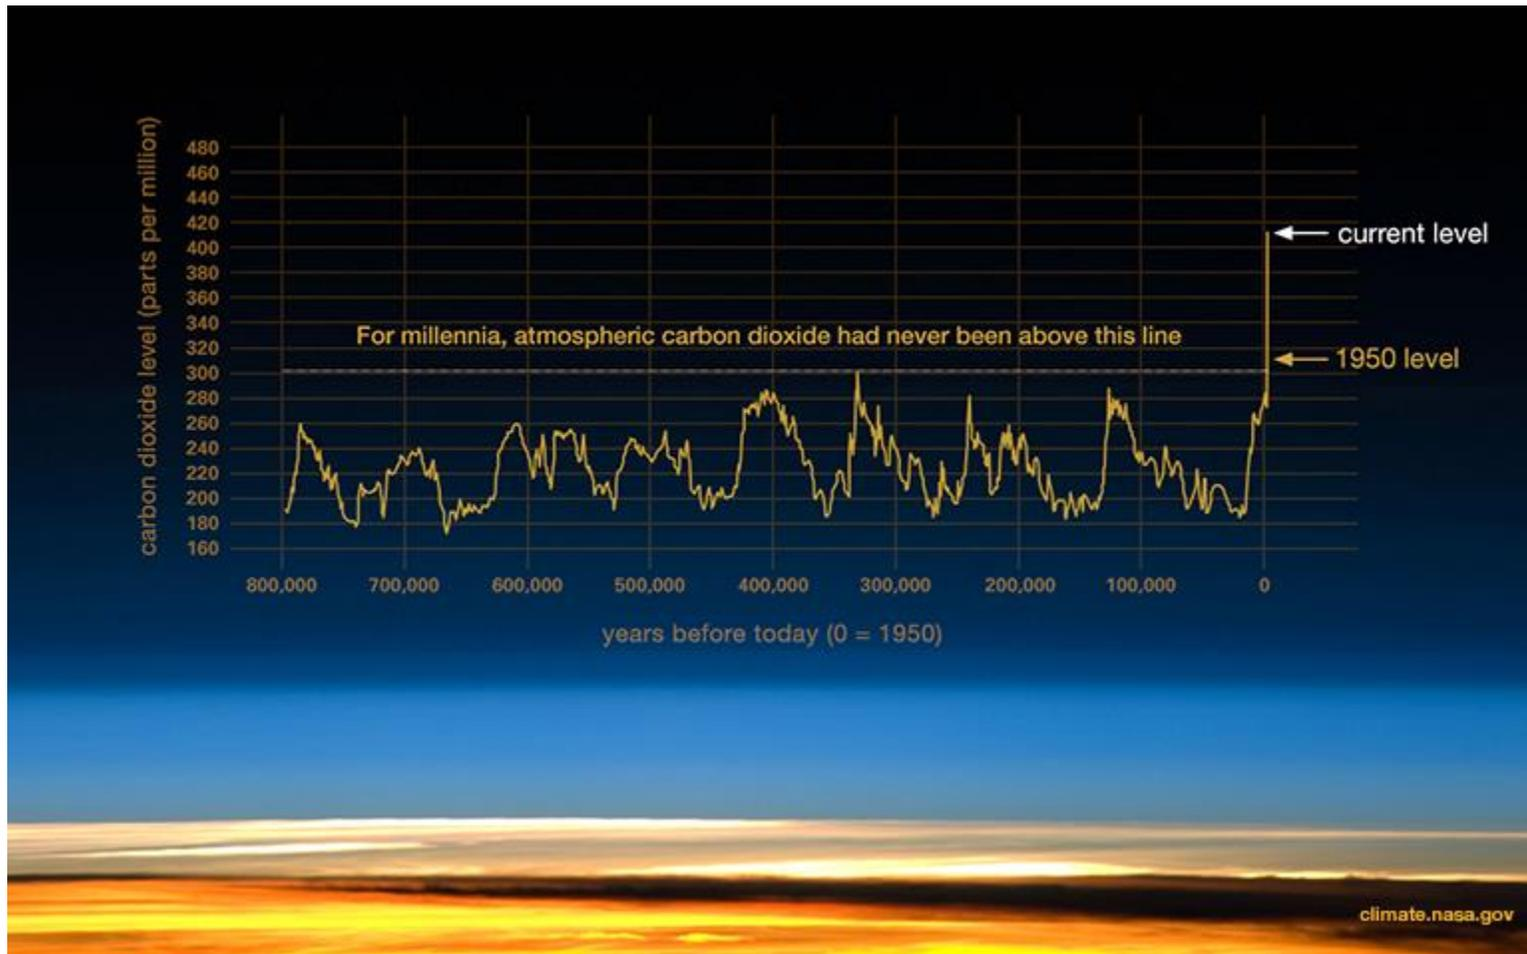 carbon dioxide level (parts per million)
480
460
440
420
400
380
360
340
320
300
280
260
240
220
200
180
160
For millennia, atmospheric carbon dioxide had never been above this line
current level
1950 level
800,000 700,000 600,000 500,000 400,000 300,000 200,000 100,000 0
years before today (0 = 1950)
climate.nasa.gov